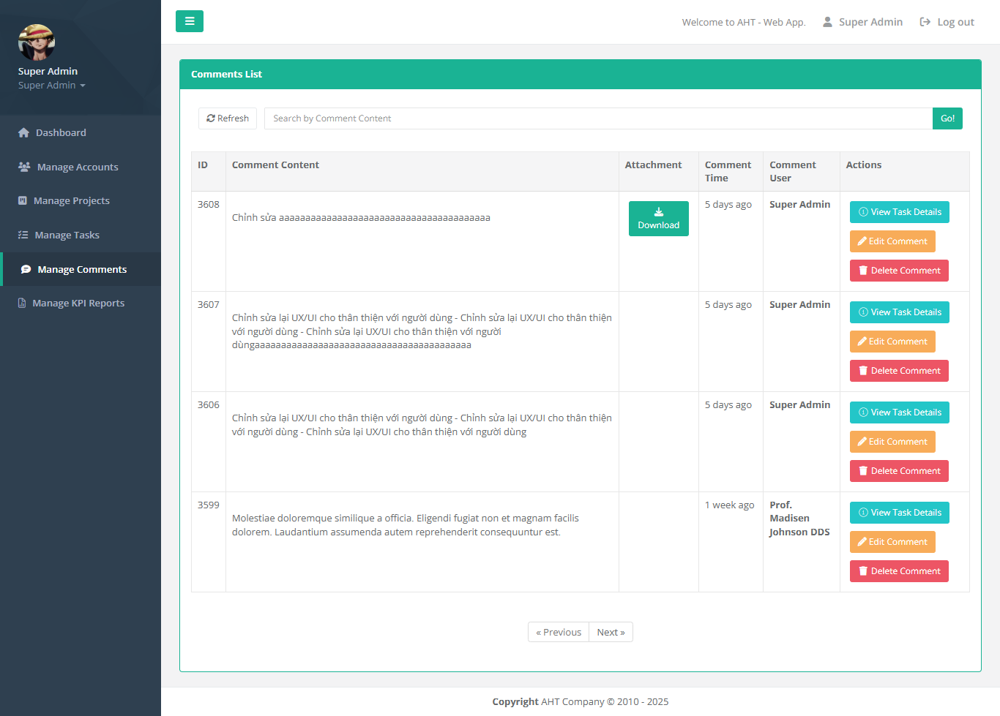 Welcome to AHT - Web App.
Super Admin
Log out
Super Admin
Super Admin
Dashboard
Manage Accounts
Manage Projects
Manage Tasks
Manage Comments
Manage KPI Reports
Comments List
Refresh
Search by Comment Content
Go!
ID
Comment Content
Attachment
Comment
Time
Comment
User
Actions
3608
Chỉnh sửa aaaaaaaaaaaaaaaaaaaaaaaaaaaaaaaaaaaaaaaa
Download
5 days ago
Super Admin
View Task Details
Edit Comment
Delete Comment
3607
Chỉnh sửa lại UX/UI cho thân thiện với người dùng - Chỉnh sửa lại UX/UI cho thân thiện
với người dùng - Chỉnh sửa lại UX/UI cho thân thiện với người
dùngaaaaaaaaaaaaaaaaaaaaaaaaaaaaaaaaaaaaaaaaa
5 days ago
Super Admin
View Task Details
Edit Comment
Delete Comment
3606
Chỉnh sửa lại UX/UI cho thân thiện với người dùng - Chỉnh sửa lại UX/UI cho thân thiện
với người dùng - Chỉnh sửa lại UX/UI cho thân thiện với người dùng
5 days ago
Super Admin
View Task Details
Edit Comment
Delete Comment
3599
Molestiae doloremque similique a officia. Eligendi fugiat non et magnam facilis
dolorem. Laudantium assumenda autem reprehenderit consequuntur est.
1 week ago
Prof.
Madisen
Johnson DDS
View Task Details
Edit Comment
Delete Comment
« Previous
Next »
Copyright AHT Company © 2010 - 2025